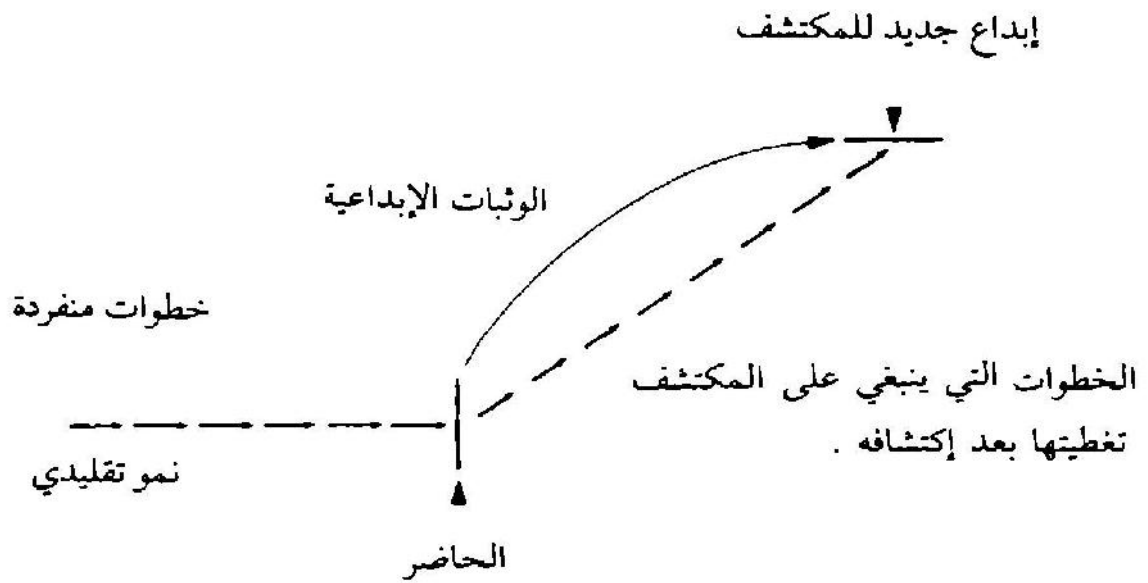 إبداع جديد للمكتشف
الوثبات الإبداعية
خطوات منفردة
الخطوات التي ينبغي على المكتشف
تغطيتها بعد إكتشافه .
نمو تقليدي
الحاضر